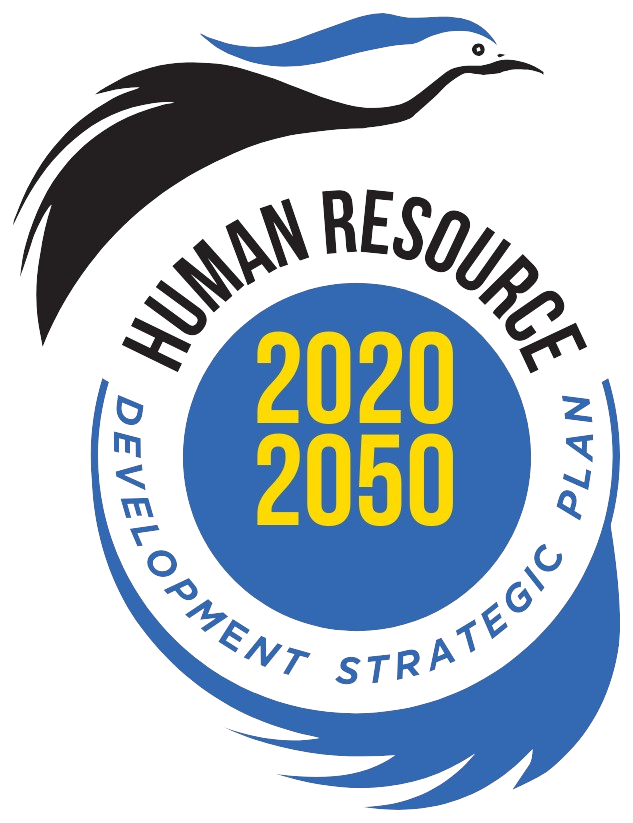 HUMAN RESOURCE
2020
2050
DEVELOPMENT STRATEGIC PLAN